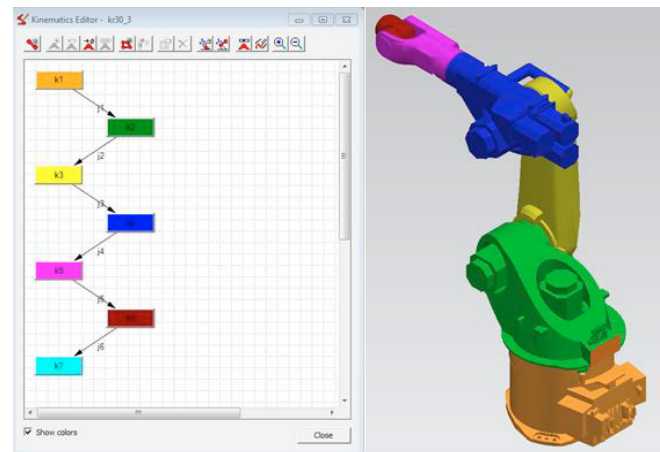 Kinematics Editor - kr30_3
k1
j1
k2
j2
k3
j3
j4
k5
j5
j6
k7
Show colors
Close